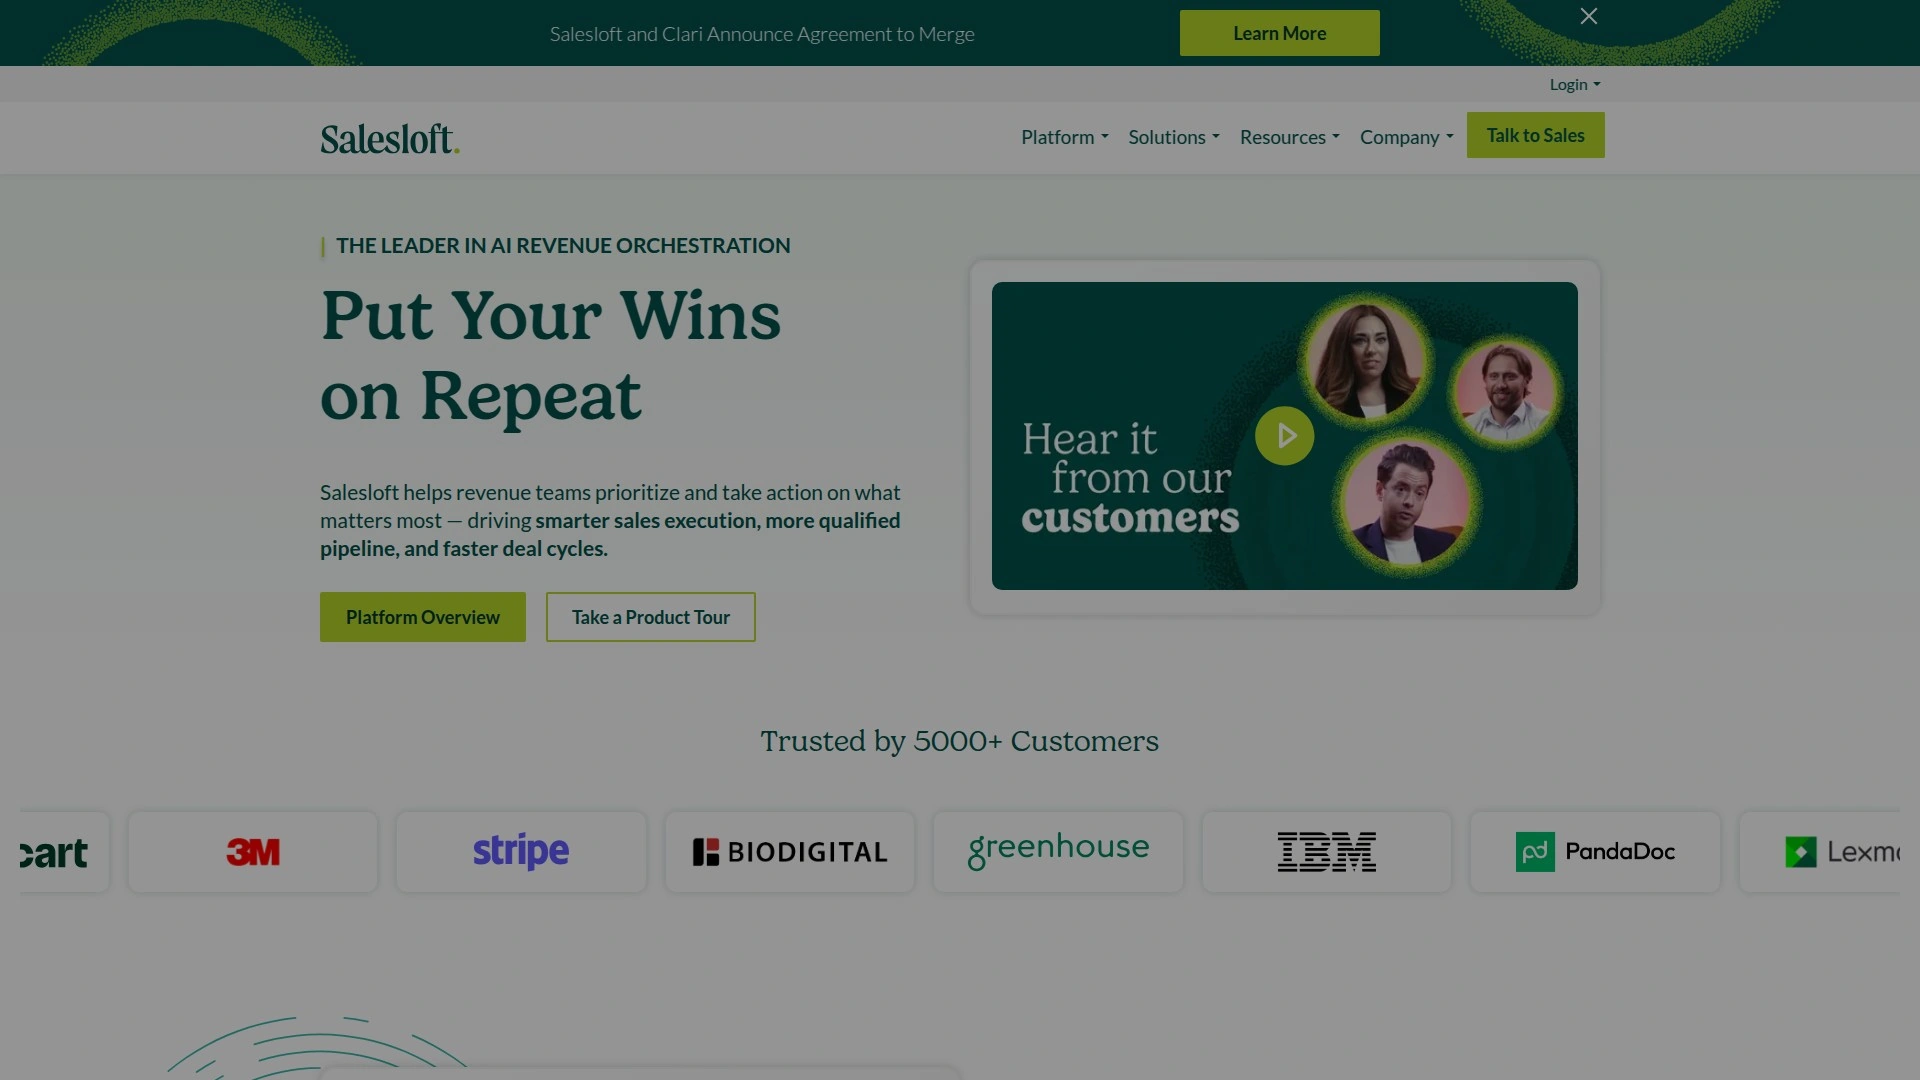 Salesloft and Clari Announce Agreement to Merge
Learn More
Login
Salesloft.
Platform
Solutions
Resources
Company
Talk to Sales
THE LEADER IN AI REVENUE ORCHESTRATION
Put Your Wins
on Repeat
Salesloft helps revenue teams prioritize and take action on what
matters most — driving smarter sales execution, more qualified
pipeline, and faster deal cycles.
Platform Overview
Take a Product Tour
Hear it
from our
customers
Trusted by 5000+ Customers
cart
3M
stripe
BIODIGITAL
greenhouse
IBM
pd PandaDoc